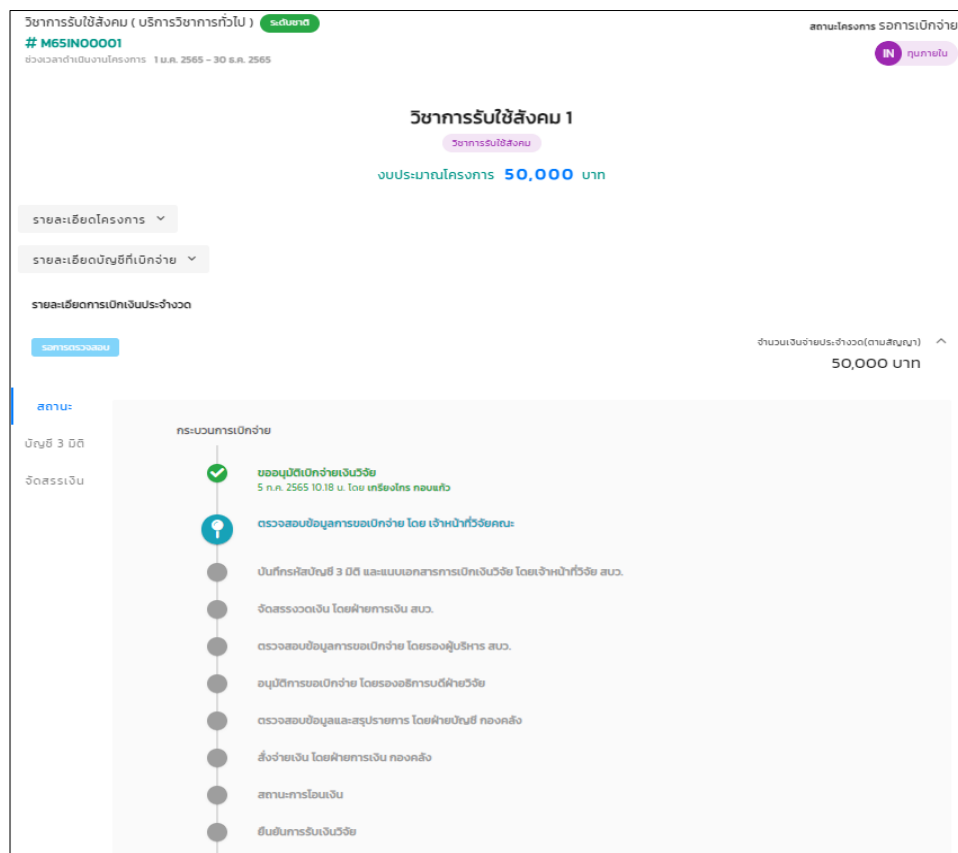 วิชาการรับใช้สังคม ( บริการวิชาการทั่วไป ) ระดับชาติ
สถานะโครงการ รอการเบิกจ่าย
# M65IN00001
ช่วงเวลาดำเนินงานโครงการ 1 ม.ค. 2565 - 30 ธ.ค. 2565
IN ทุนภายใน
วิชาการรับใช้สังคม 1
วิชาการรับใช้สังคม
งบประมาณโครงการ 50,000 บาท
รายละเอียดโครงการ
รายละเอียดบัญชีที่เบิกจ่าย
รายละเอียดการเบิกเงินประจำงวด
รอการตรวจสอบ
จำนวนเงินจ่ายประจำงวด(ตามสัญญา)
50,000 บาท
สถานะ
บัญชี 3 มิติ
จัดสรรเงิน
กระบวนการเบิกจ่าย
ขออนุมัติเบิกจ่ายเงินวิจัย
5 ก.ค. 2565 10.18 น. โดย เกรียงไกร กอบแก้ว
ตรวจสอบข้อมูลการขอเบิกจ่าย โดย เจ้าหน้าที่วิจัยคณะ
บันทึกรหัสบัญชี 3 มิติ และแนบเอกสารการเบิกเงินวิจัย โดยเจ้าหน้าที่วิจัย สบว.
จัดสรรงวดเงิน โดยฝ่ายการเงิน สบว.
ตรวจสอบข้อมูลการขอเบิกจ่าย โดยรองผู้บริหาร สบว.
อนุมัติการขอเบิกจ่าย โดยรองอธิการบดีฝ่ายวิจัย
ตรวจสอบข้อมูลและสรุปรายการ โดยฝ่ายบัญชี กองคลัง
สั่งจ่ายเงิน โดยฝ่ายการเงิน กองคลัง
สถานะการโอนเงิน
ยืนยันการรับเงินวิจัย